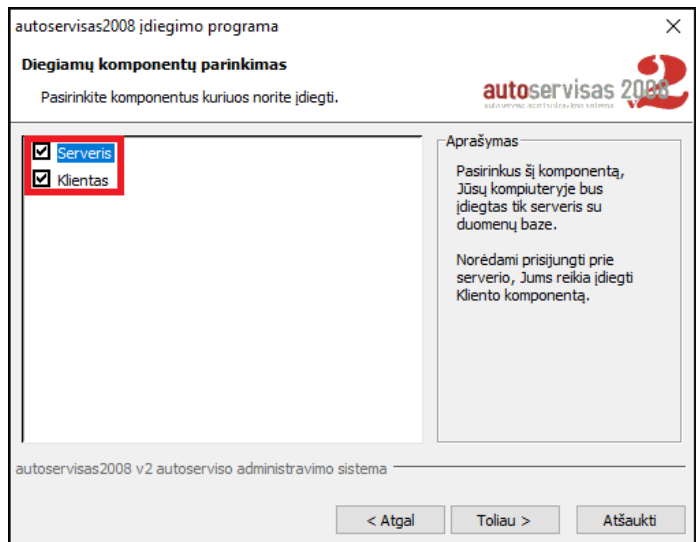 autoservisas2008 įdiegimo programa
Diegiamų komponentų parinkimas
Pasirinkite komponentus kuriuos norite įdiegti.
autoservisas 2008
2
Serveris
Klientas
Aprašymas
Pasirinkus šį komponentą,
Jūsų kompiuteryje bus
įdiegtas tik serveris su
duomenų baze.
Norėdami prisijungti prie
serverio, Jums reikia įdiegti
Kliento komponentą.
autoservisas2008 v2 autoserviso administravimo sistema
< Atgal
Toliau >
Atšaukti